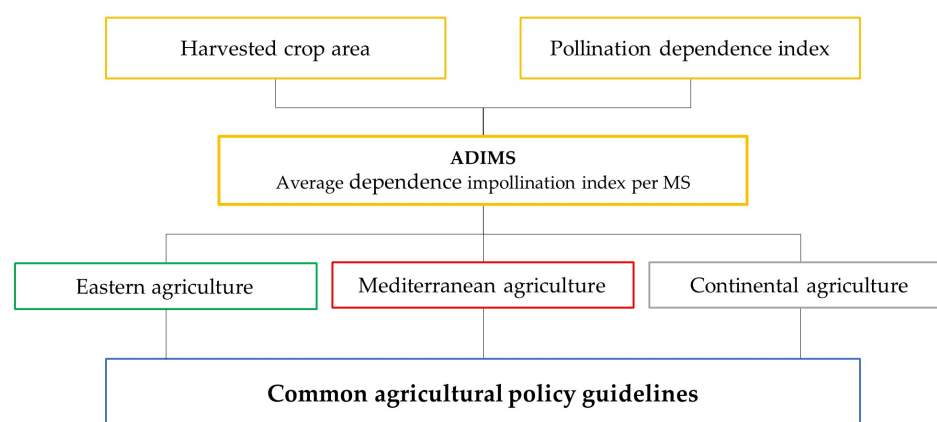 Harvested crop area
Pollination dependence index
ADIMS
Average dependence impollination index per MS
Eastern agriculture
Mediterranean agriculture
Continental agriculture
Common agricultural policy guidelines